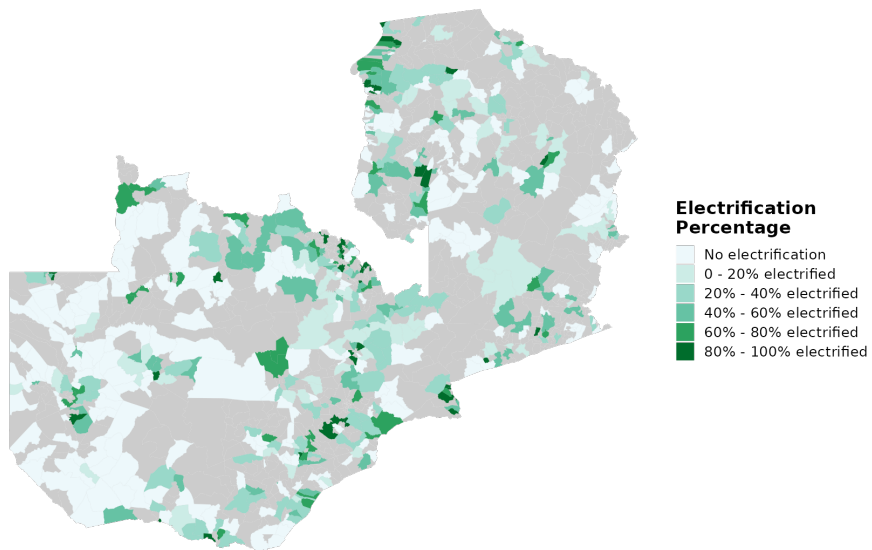 Electrification
Percentage
No electrification
0 - 20% electrified
20% - 40% electrified
40% - 60% electrified
60% - 80% electrified
80% - 100% electrified